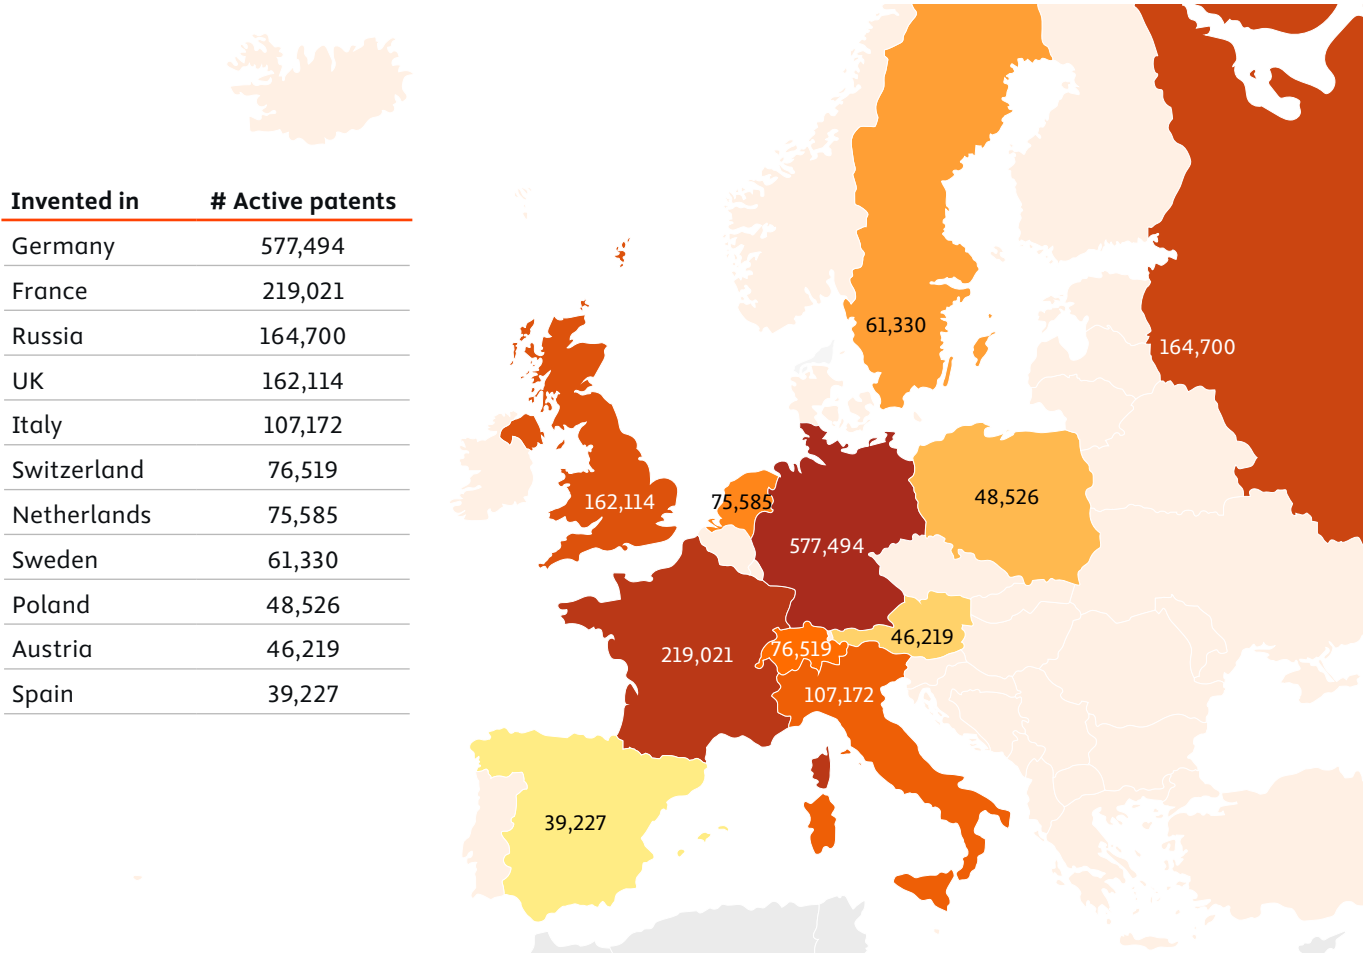 Invented in # Active patents
Germany 577,494
France 219,021
Russia 164,700
UK 162,114
Italy 107,172
Switzerland 76,519
Netherlands 75,585
Sweden 61,330
Poland 48,526
Austria 46,219
Spain 39,227
61,330
164,700
162,114
75,585
48,526
577,494
46,219
76,519
219,021
107,172
39,227